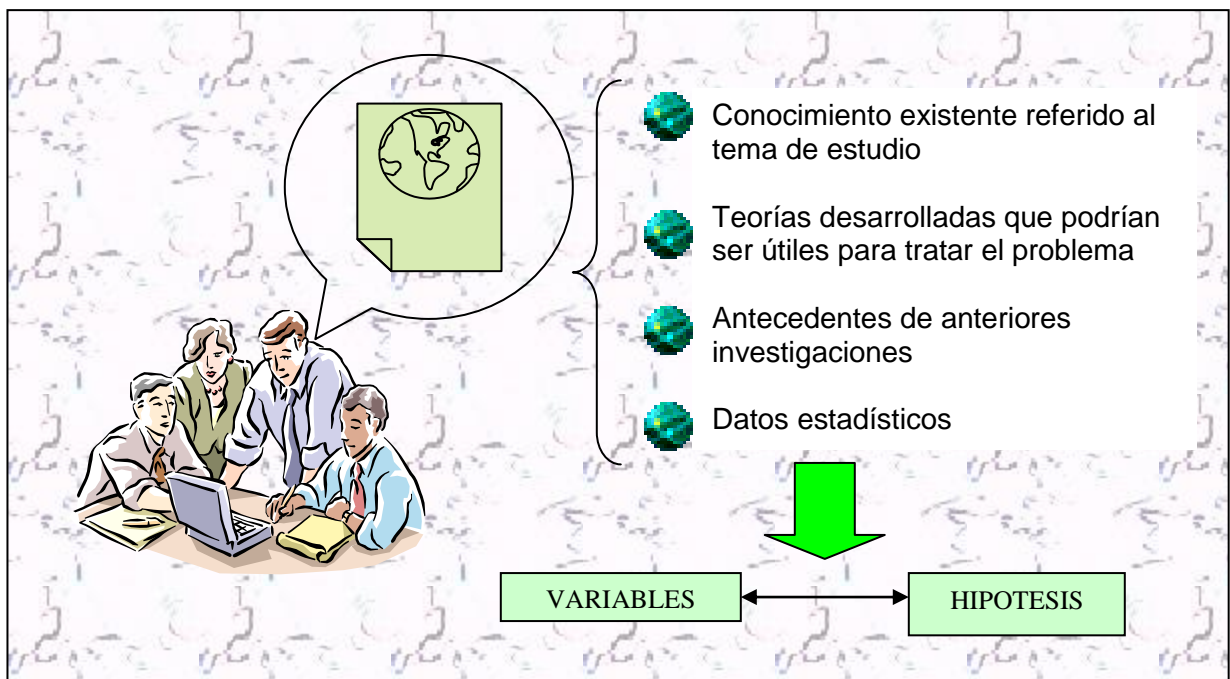 Conocimiento existente referido al
tema de estudio
Teorías desarrolladas que podrían
ser útiles para tratar el problema
Antecedentes de anteriores
investigaciones
Datos estadísticos
VARIABLES
HIPOTESIS